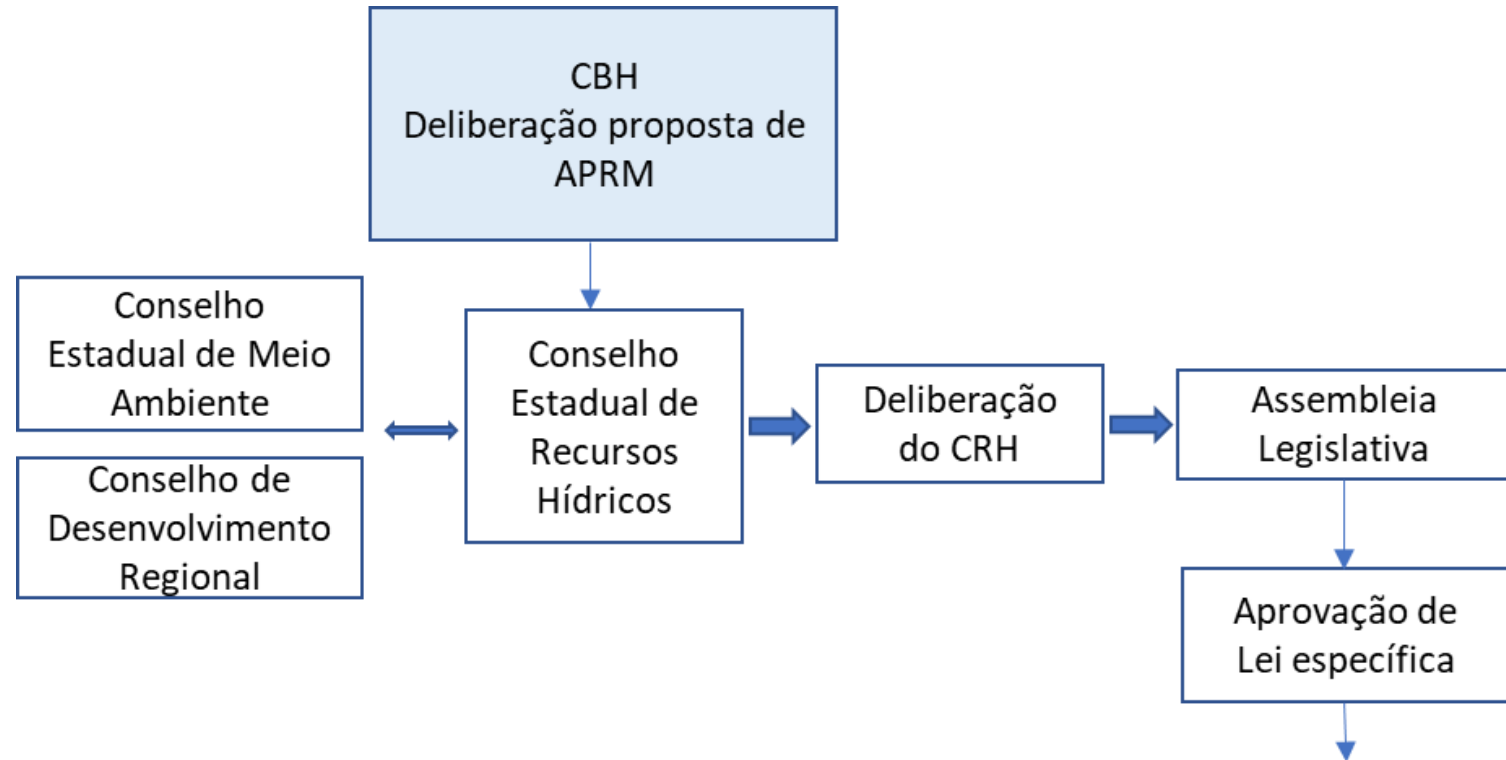 CBH
Deliberação proposta de
APRM
Conselho
Estadual de Meio
Ambiente
Conselho de
Desenvolvimento
Regional
Conselho
Estadual de
Recursos
Hídricos
Deliberação
do CRH
Assembleia
Legislativa
Aprovação de
Lei específica